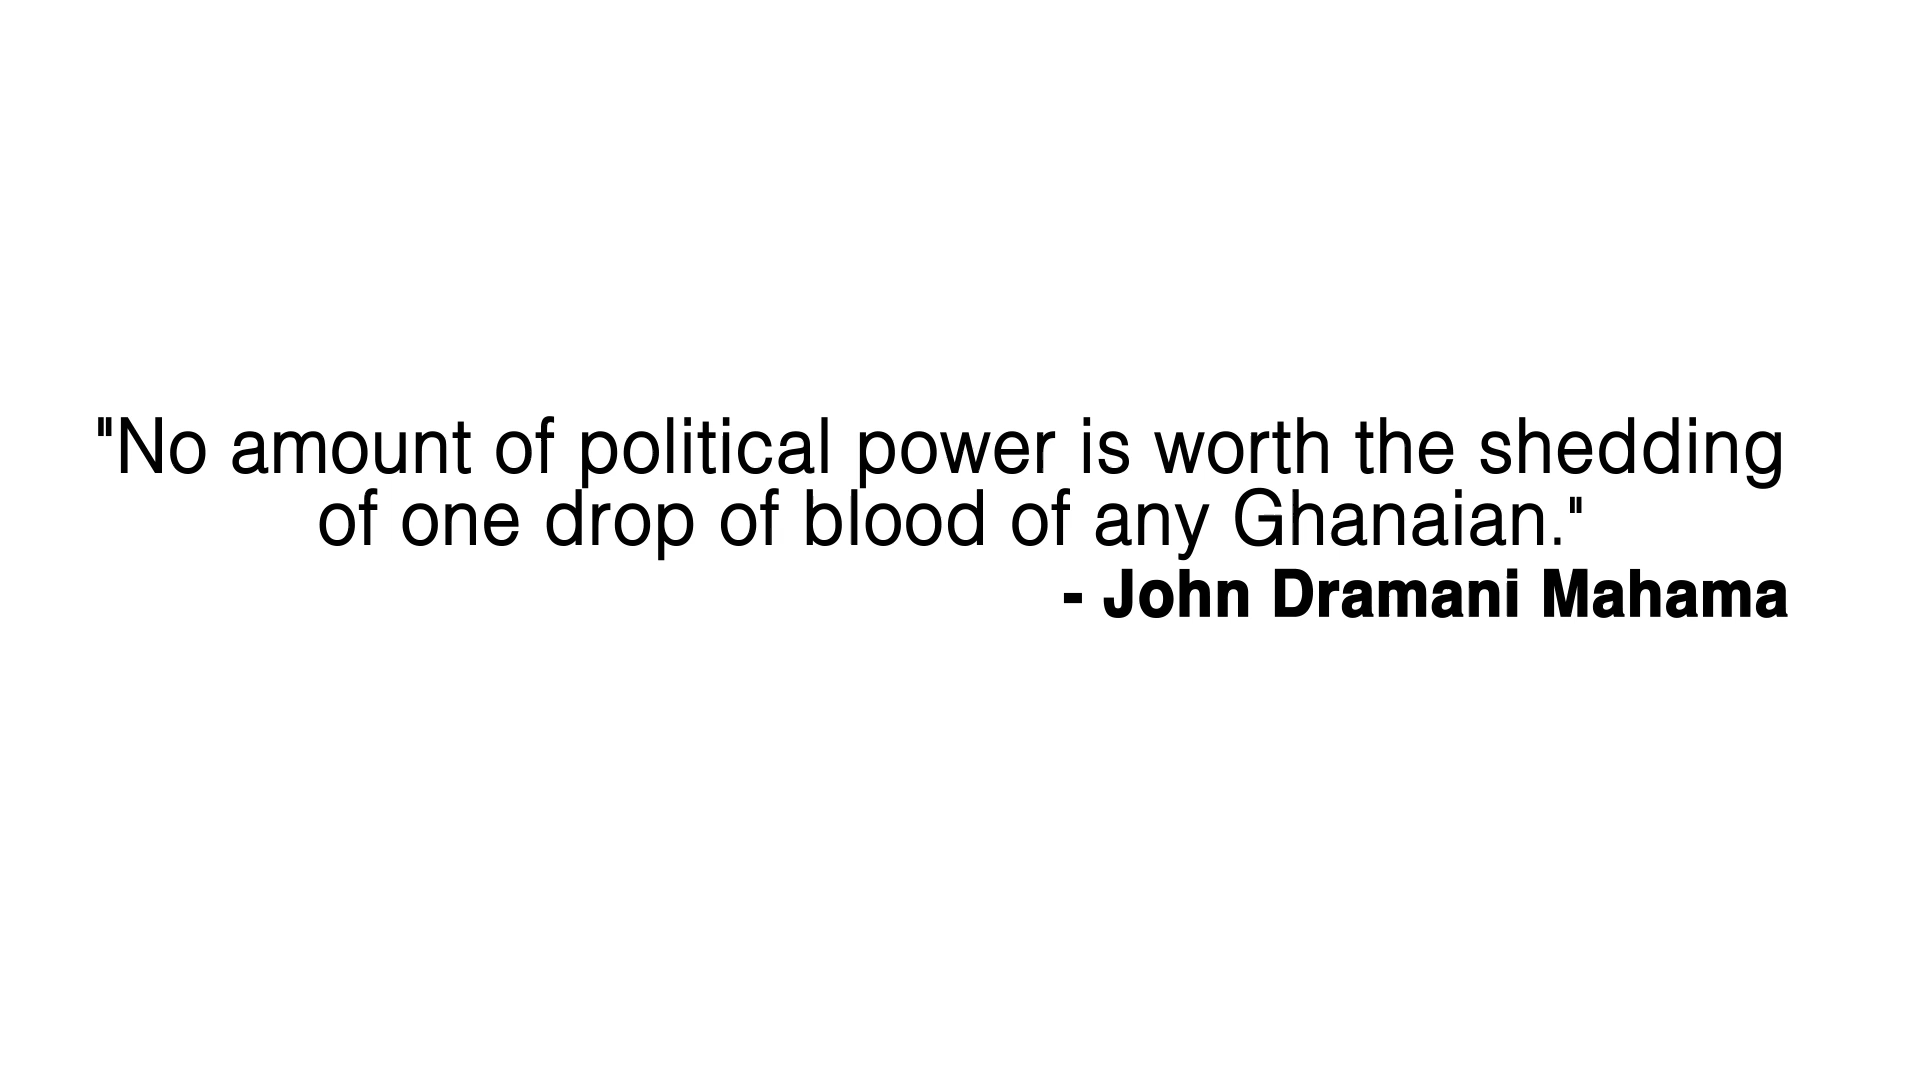 "No amount of political power is worth the shedding
of one drop of blood of any Ghanaian."
- John Dramani Mahama